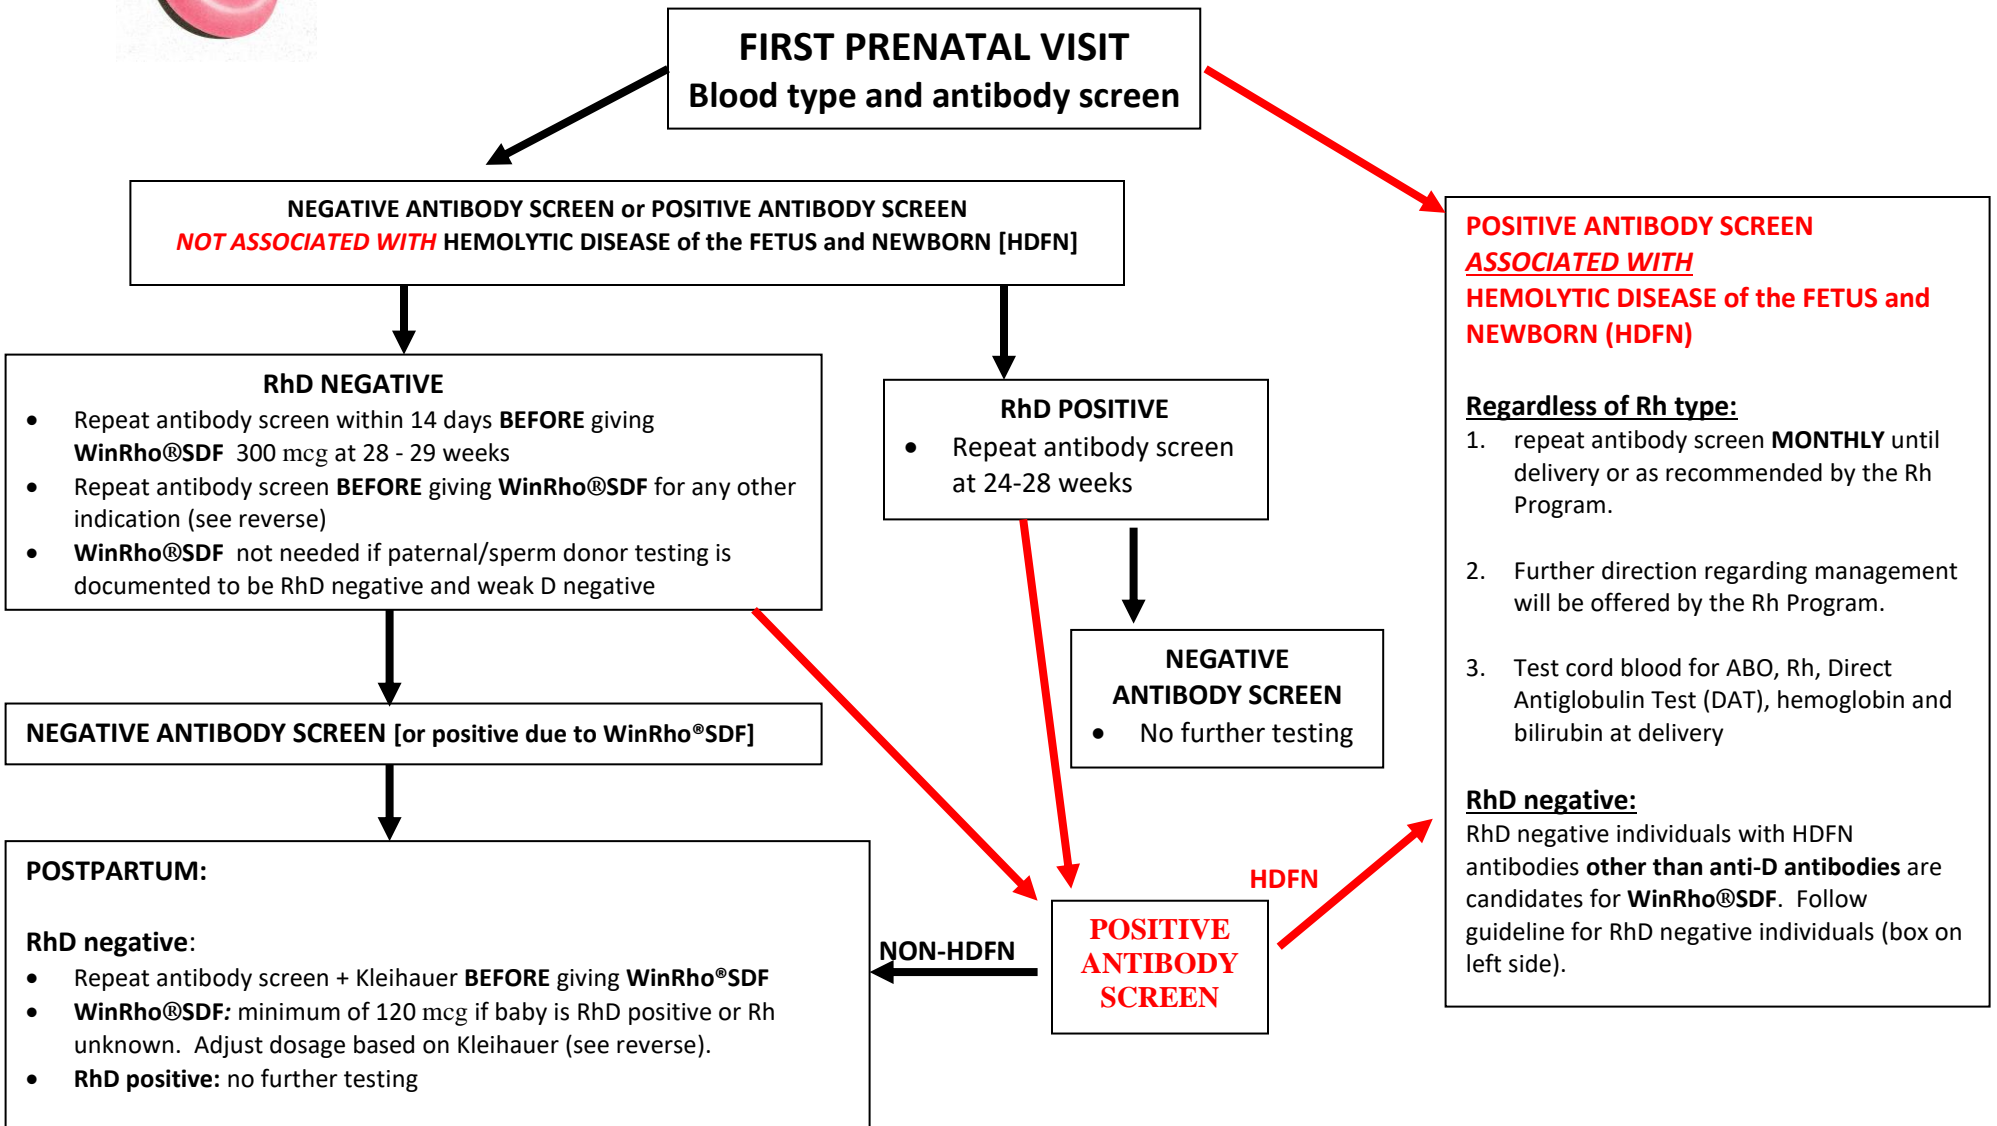 FIRST PRENATAL VISIT
Blood type and antibody screen
NEGATIVE ANTIBODY SCREEN or POSITIVE ANTIBODY SCREEN
NOT ASSOCIATED WITH HEMOLYTIC DISEASE of the FETUS and NEWBORN [HDFN]
RhD NEGATIVE
• Repeat antibody screen within 14 days BEFORE giving
WinRho®SDF 300 mcg at 28 - 29 weeks
• Repeat antibody screen BEFORE giving WinRho®SDF for any other
indication (see reverse)
• WinRho®SDF not needed if paternal/sperm donor testing is
documented to be RhD negative and weak D negative
RhD POSITIVE
• Repeat antibody screen
at 24-28 weeks
NEGATIVE
ANTIBODY SCREEN
• No further testing
NEGATIVE ANTIBODY SCREEN [or positive due to WinRho®SDF]
POSTPARTUM:
RhD negative:
• Repeat antibody screen + Kleihauer BEFORE giving WinRho®SDF
• WinRho®SDF: minimum of 120 mcg if baby is RhD positive or Rh
unknown. Adjust dosage based on Kleihauer (see reverse).
• RhD positive: no further testing
NON-HDFN
POSITIVE
ANTIBODY
SCREEN
HDFN
POSITIVE ANTIBODY SCREEN
ASSOCIATED WITH
HEMOLYTIC DISEASE of the FETUS and
NEWBORN (HDFN)
Regardless of Rh type:
1. repeat antibody screen MONTHLY until
delivery or as recommended by the Rh
Program.
2. Further direction regarding management
will be offered by the Rh Program.
3. Test cord blood for ABO, Rh, Direct
Antiglobulin Test (DAT), hemoglobin and
bilirubin at delivery
RhD negative:
RhD negative individuals with HDFN
antibodies other than anti-D antibodies are
candidates for WinRho®SDF. Follow
guideline for RhD negative individuals (box on
left side).